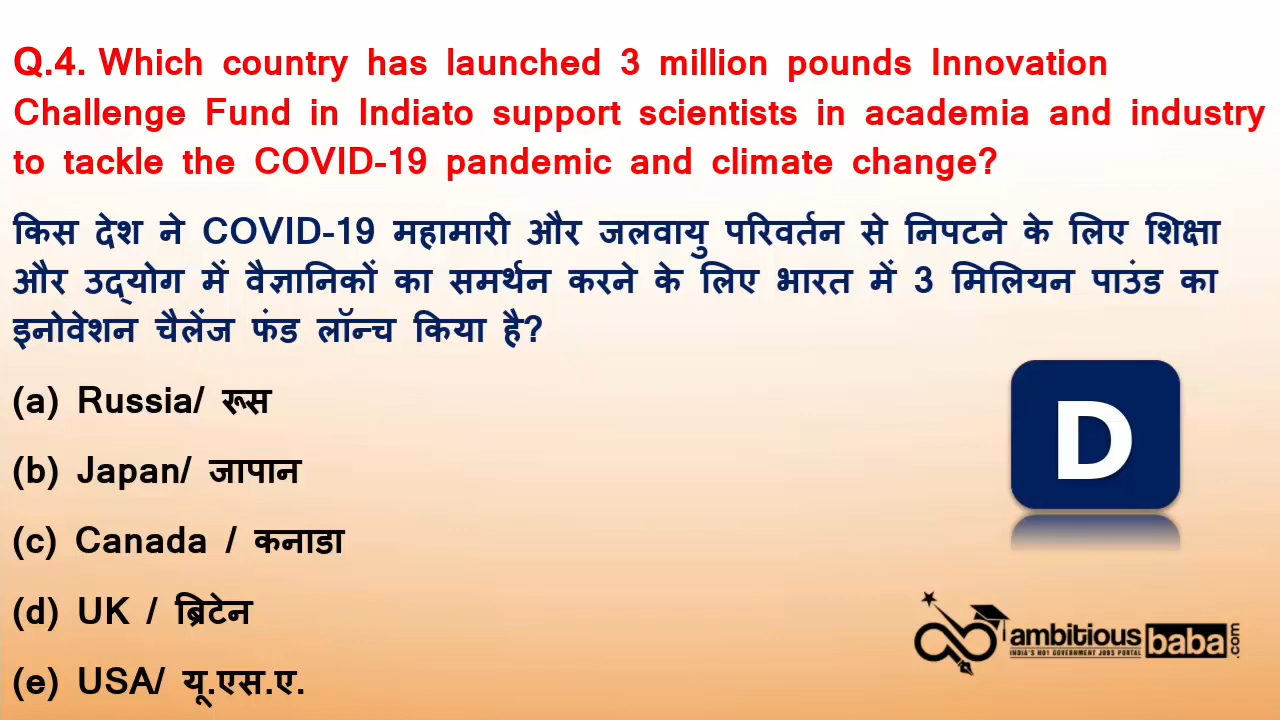 Q.4. Which country has launched 3 million pounds Innovation
Challenge Fund in Indiato support scientists in academia and industry
to tackle the COVID-19 pandemic and climate change?
किस देश ने COVID-19 महामारी और जलवायु परिवर्तन से निपटने के लिए शिक्षा
और उद्योग में वैज्ञानिकों का समर्थन करने के लिए भारत में 3 मिलियन पाउंड का
इनोवेशन चैलेंज फंड लॉन्च किया है?
(a) Russia/ रूस
(b) Japan/ जापान
(c) Canada / कनाडा
(d) UK / ब्रिटेन
(e) USA/ यू.एस.ए.
D
ambitiousbaba.com
INDIA'S NO1 GOVERNMENT JOBS PORTAL